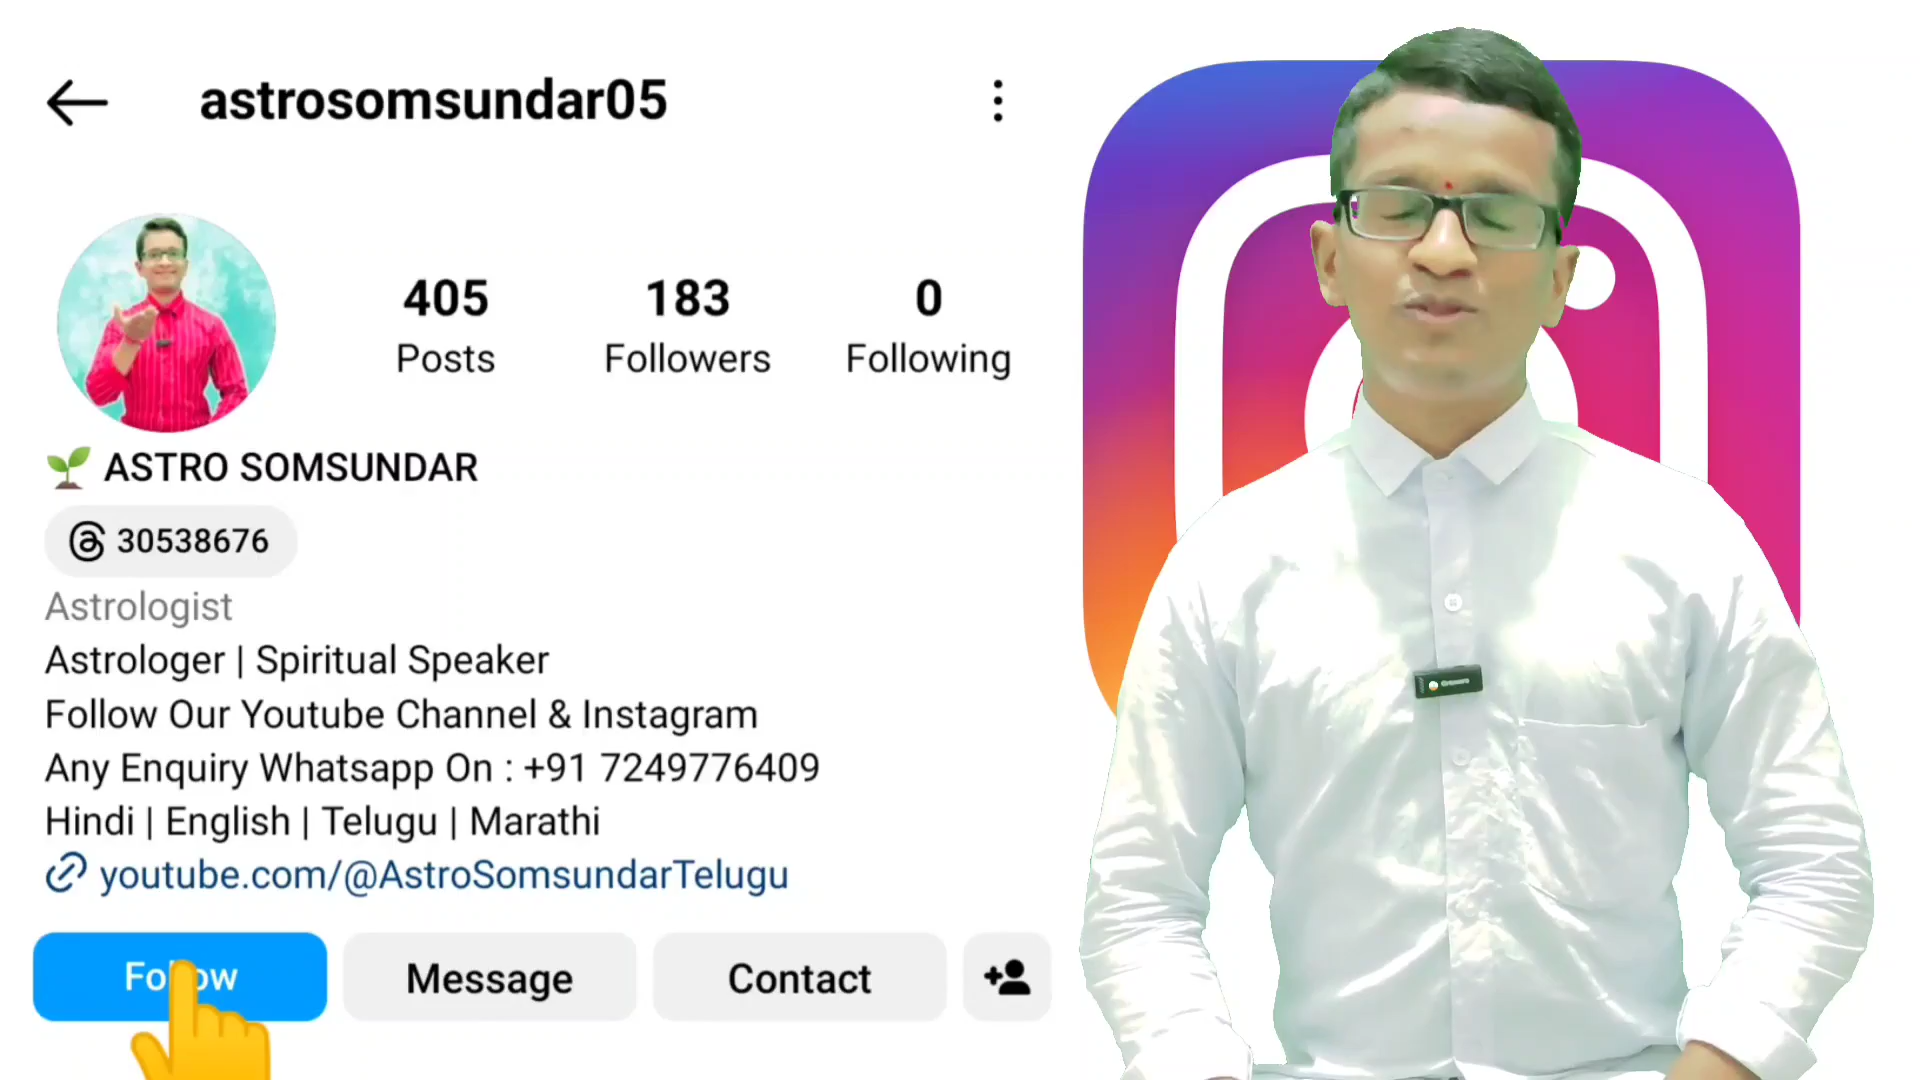 astrosomsundar05
405 183 0
Posts Followers Following
🌱 ASTRO SOMSUNDAR
30538676
Astrologist
Astrologer | Spiritual Speaker
Follow Our Youtube Channel & Instagram
Any Enquiry Whatsapp On : +91 7249776409
Hindi | English | Telugu | Marathi
youtube.com/@AstroSomsundarTelugu
Follow Message Contact